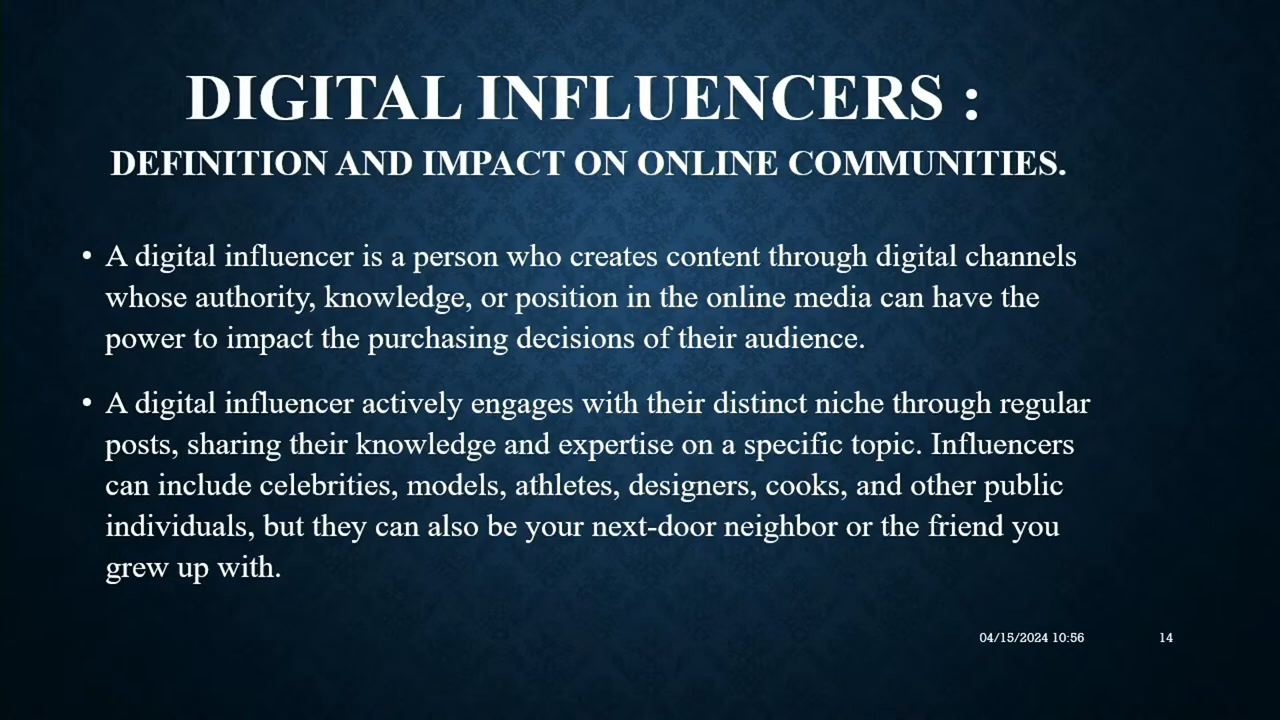 DIGITAL INFLUENCERS :
DEFINITION AND IMPACT ON ONLINE COMMUNITIES.
• A digital influencer is a person who creates content through digital channels
whose authority, knowledge, or position in the online media can have the
power to impact the purchasing decisions of their audience.
• A digital influencer actively engages with their distinct niche through regular
posts, sharing their knowledge and expertise on a specific topic. Influencers
can include celebrities, models, athletes, designers, cooks, and other public
individuals, but they can also be your next-door neighbor or the friend you
grew up with.
04/15/2024 10:56 14